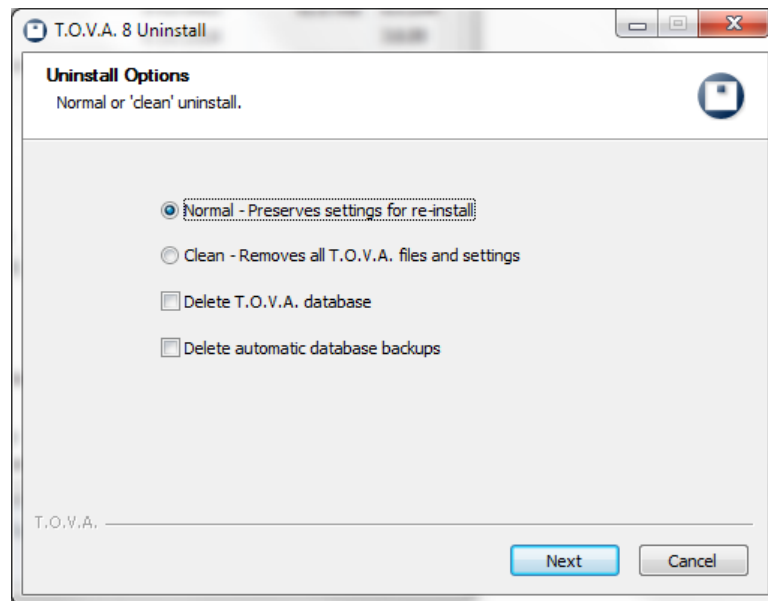 T.O.V.A. 8 Uninstall
Uninstall Options
Normal or 'clean' uninstall.
Normal - Preserves settings for re-install
Clean - Removes all T.O.V.A. files and settings
Delete T.O.V.A. database
Delete automatic database backups
T.O.V.A.
Next
Cancel